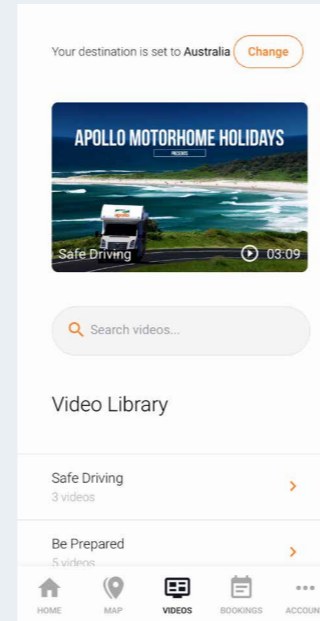 Your destination is set to Australia Change
APOLLO MOTORHOME HOLIDAYS
PRESENTS
Safe Driving 03:09
Search videos...
Video Library
Safe Driving
3 videos
Be Prepared
5 videos
HOME MAP VIDEOS BOOKINGS ACCOUN